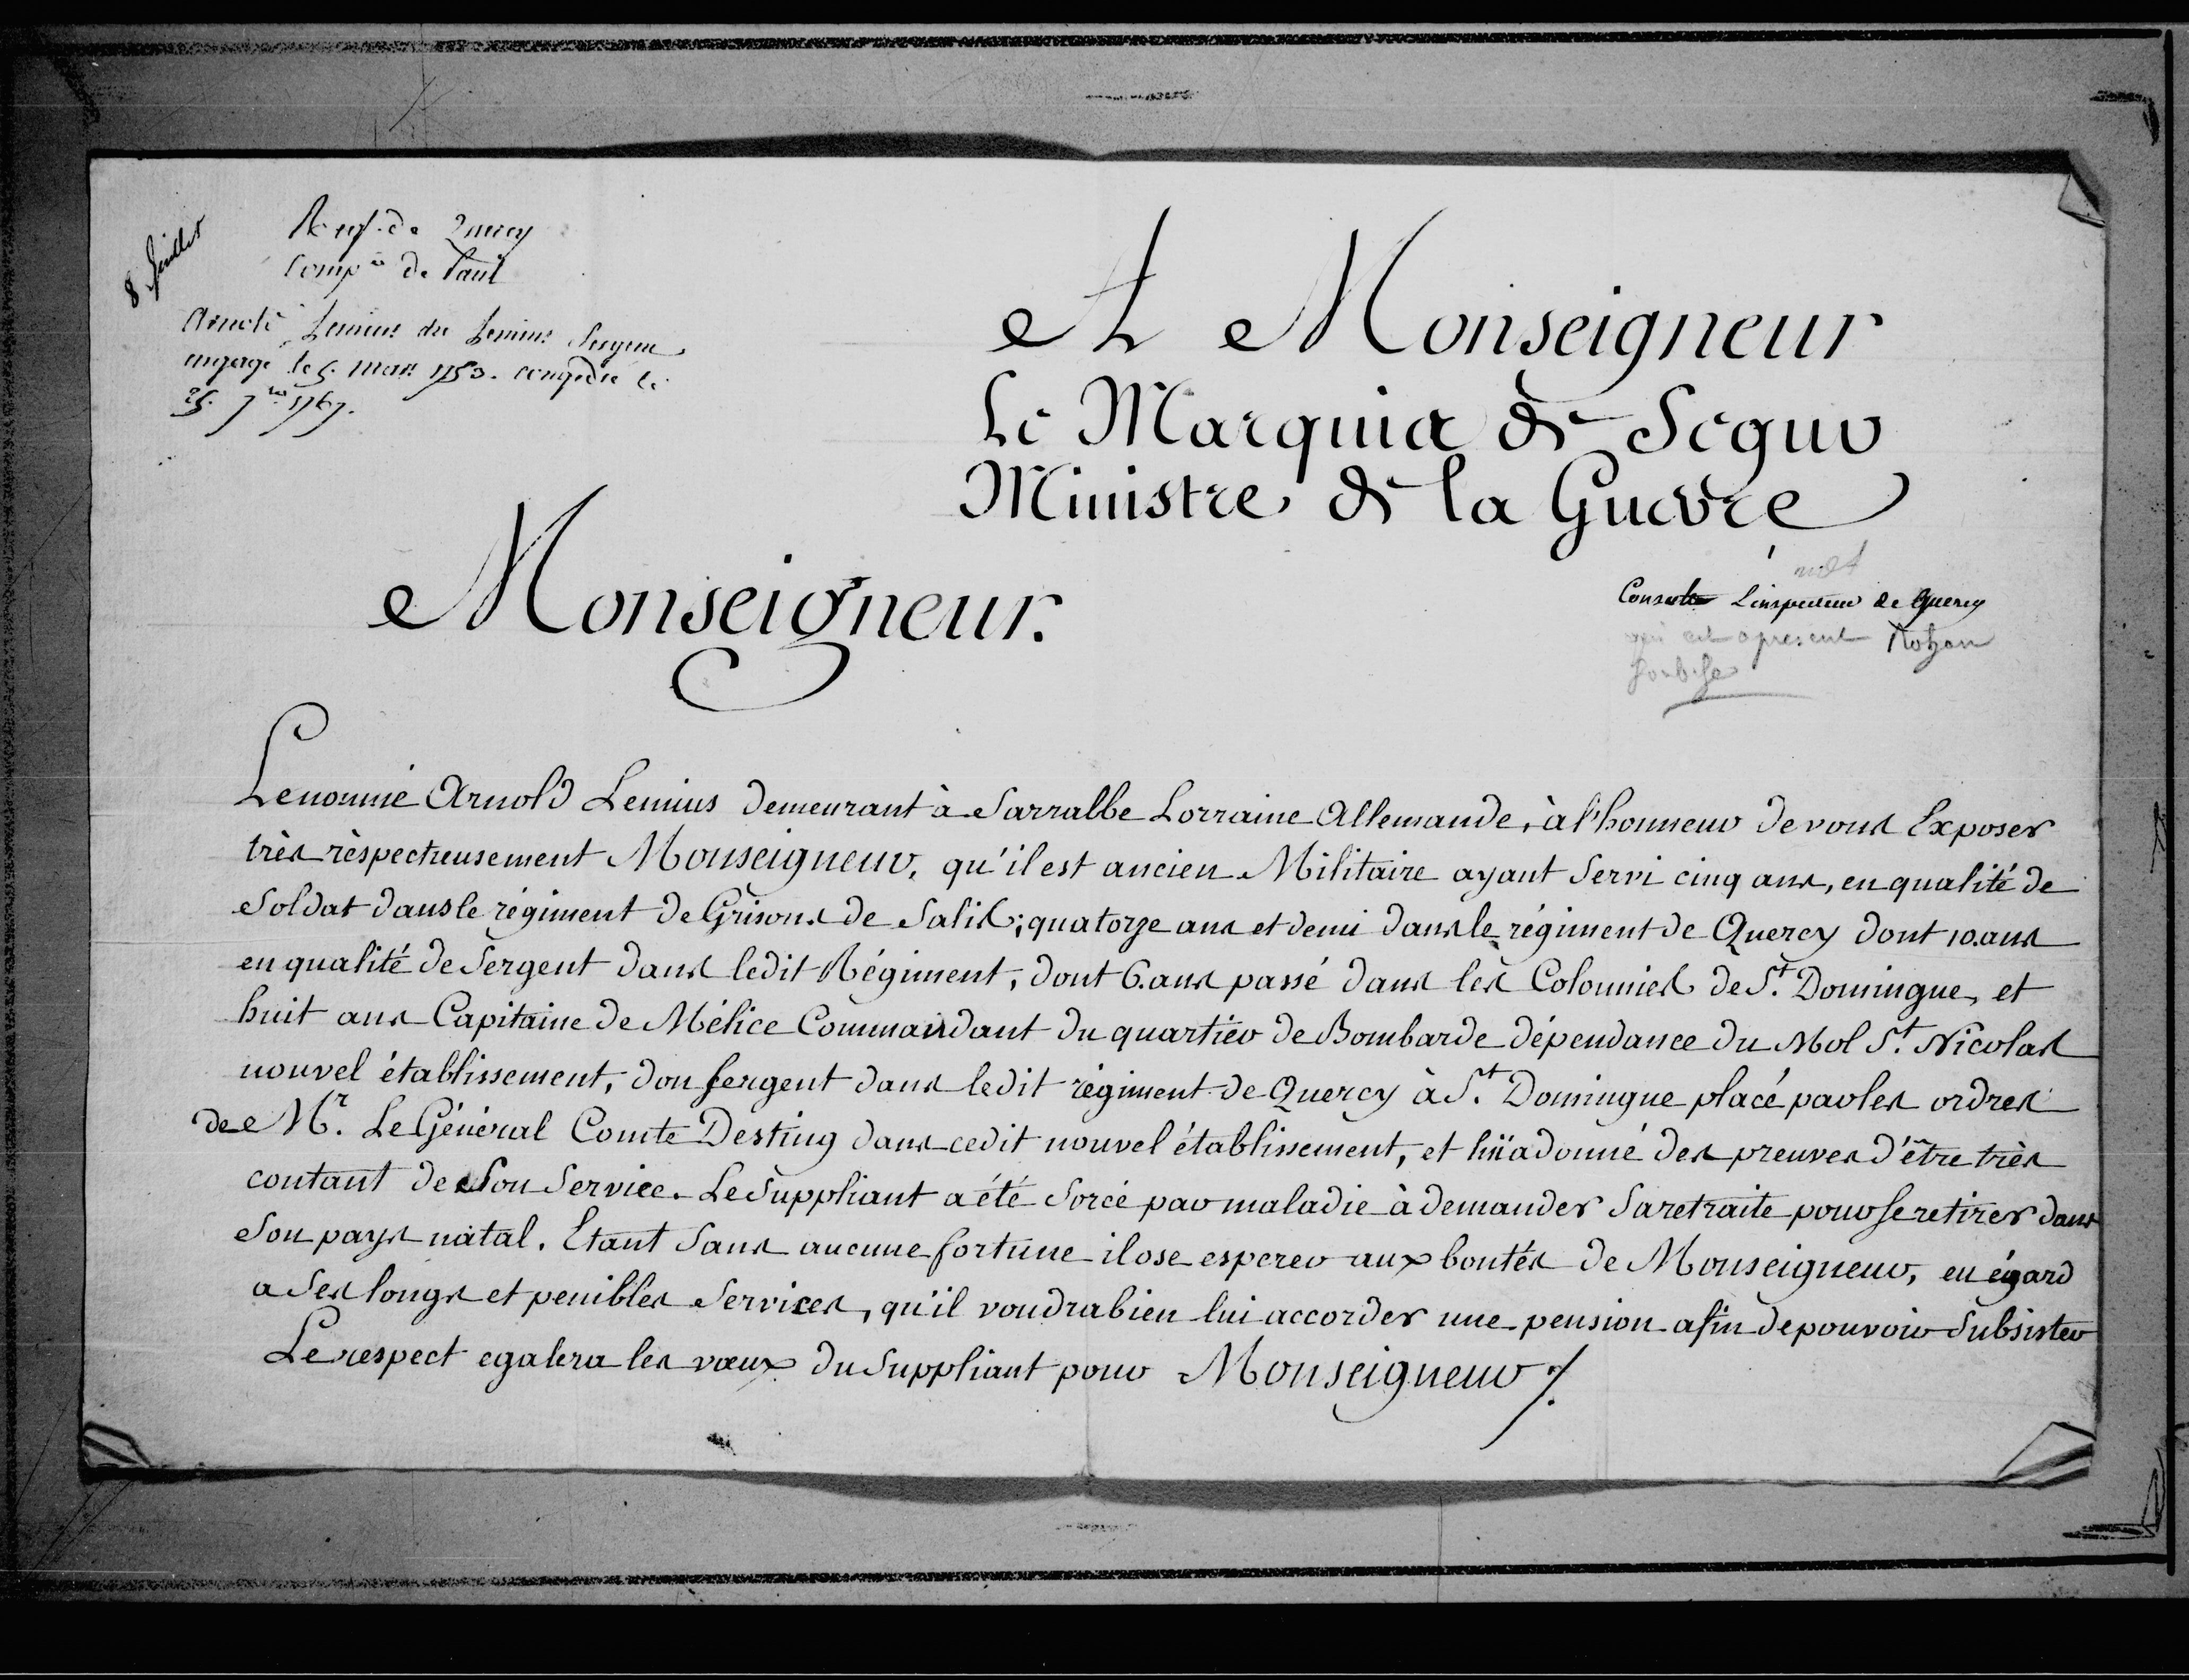 8 Juillet
Regt. de Quercy
Comp.e de Paul
Arnold Lemius dit Lemius Sergent
engagé le 5. mars 1753. congédié le
25. 7bre 1767.
A Monseigneur
Le Marquis de Segur
Ministre de la Guerre
Monseigneur.
Consulter L'inspecteur de Quercy
qui est apresent Rohan
Soubise
Le nommé Arnold Lemius demeurant à Sarralbe Lorraine Allemande, à l'honneur de vous Exposer
très rèspectueusement Monseigneur, qu'il est ancien Militaire ayant Servi cinq ans, en qualité de
Soldat dans le régiment de Grisons de Salis; quatorze ans et demi dans le règiment de Quercy dont 10. ans
en qualité de Sergent dans ledit Régiment, dont 6. ans passé dans lès Colonnies de St. Domingue, et
huit ans Capitaine de Mélice Commandant du quartier de Bombarde dépendance du Mol St. Nicolas
nouvel établissement, don sergent dans ledit régiment de Quercy à St. Domingue placé par les ordres
de Mr. Le Général Comte Desting dans cedit nouvel établissement, et luï a donné des preuves d'être très
contant de Son Service. Le Suppliant a été forcé par maladie à demander Sa retraite pour se retirer dans
Son pays natal. Etant Sans aucune fortune il ose esperer aux bontés de Monseigneur, eu égard
a Ses longs et penibles Services, qu'il voudra bien lui accorder une pension afin de pouvoir Subsister
Le respect egalera les vœux du Suppliant pour Monseigneur ./.